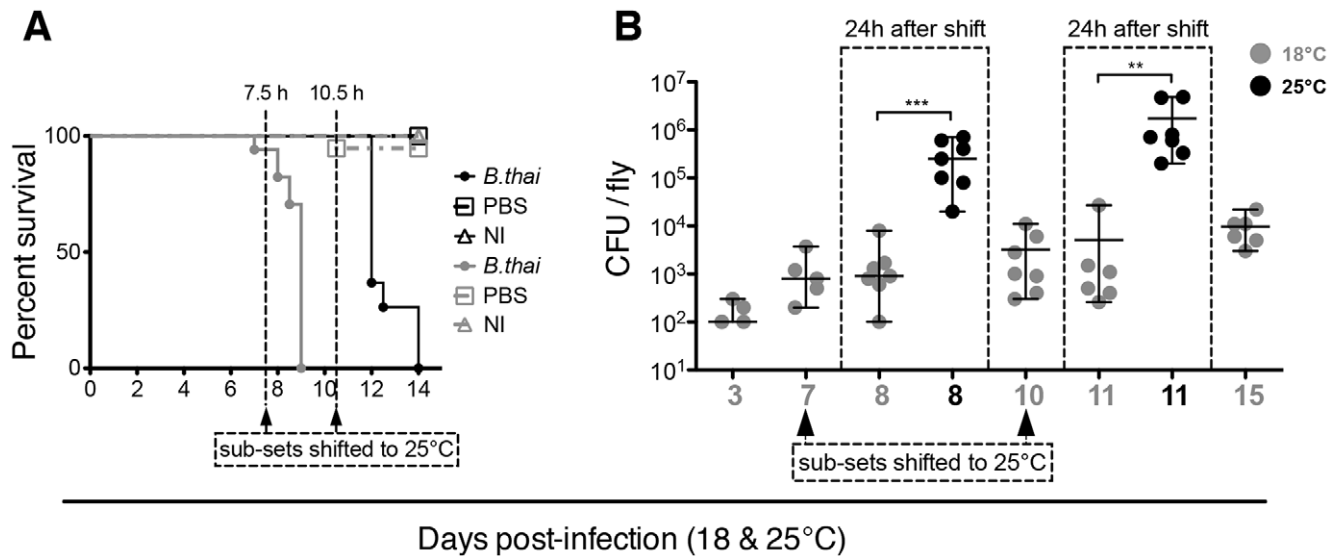 A
7.5 h
10.5 h
Percent survival
100
50
0
0
2
4
6
8
10
12
14
B.thai
PBS
NI
B.thai
PBS
NI
sub-sets shifted to 25°C
B
24h after shift
24h after shift
18°C
25°C
***
**
CFU / fly
10⁷
10⁶
10⁵
10⁴
10³
10²
10¹
3
7
8
8
10
11
11
15
sub-sets shifted to 25°C
Days post-infection (18 & 25°C)